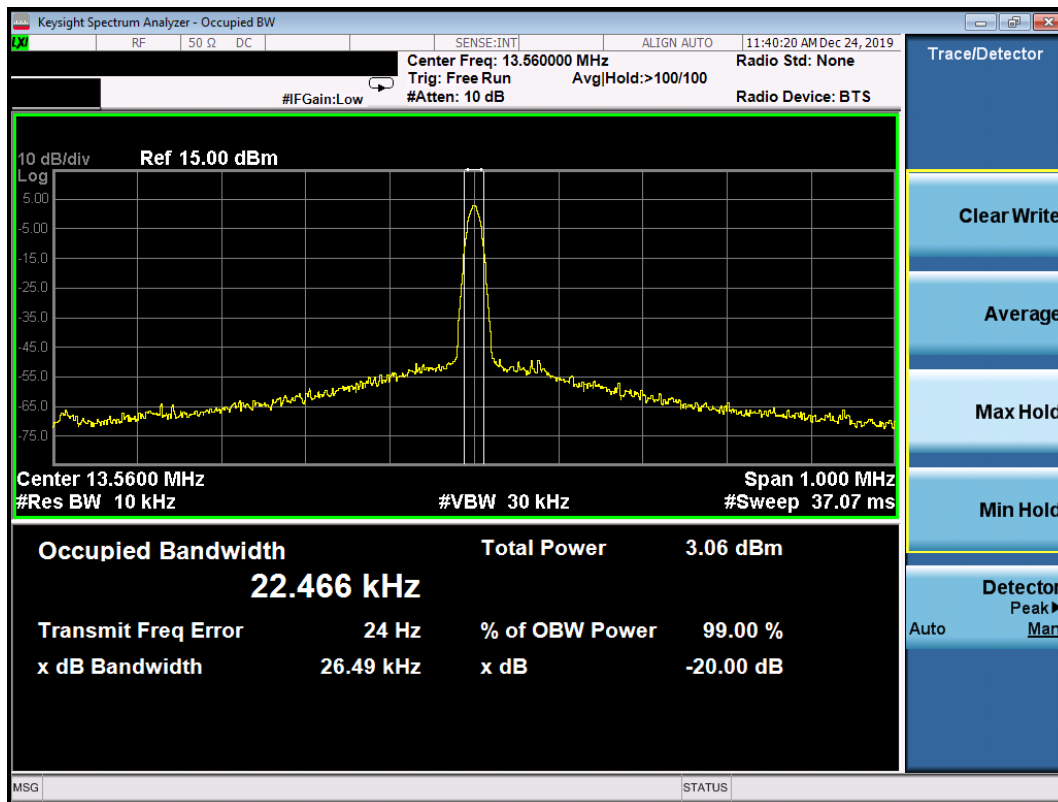 Keysight Spectrum Analyzer - Occupied BW
LXI RF 50 Ω DC SENSE:INT ALIGN AUTO 11:40:20 AM Dec 24, 2019
Center Freq: 13.560000 MHz Radio Std: None
Trig: Free Run Avg|Hold:>100/100
#IFGain:Low #Atten: 10 dB Radio Device: BTS
10 dB/div Ref 15.00 dBm
Log
5.00
-5.00
-15.0
-25.0
-35.0
-45.0
-55.0
-65.0
-75.0
Center 13.5600 MHz Span 1.000 MHz
#Res BW 10 kHz #VBW 30 kHz #Sweep 37.07 ms
Occupied Bandwidth Total Power 3.06 dBm
22.466 kHz
Transmit Freq Error 24 Hz % of OBW Power 99.00 %
x dB Bandwidth 26.49 kHz x dB -20.00 dB
MSG STATUS
Trace/Detector
Clear Write
Average
Max Hold
Min Hold
Detector
Peak▶
Auto Man